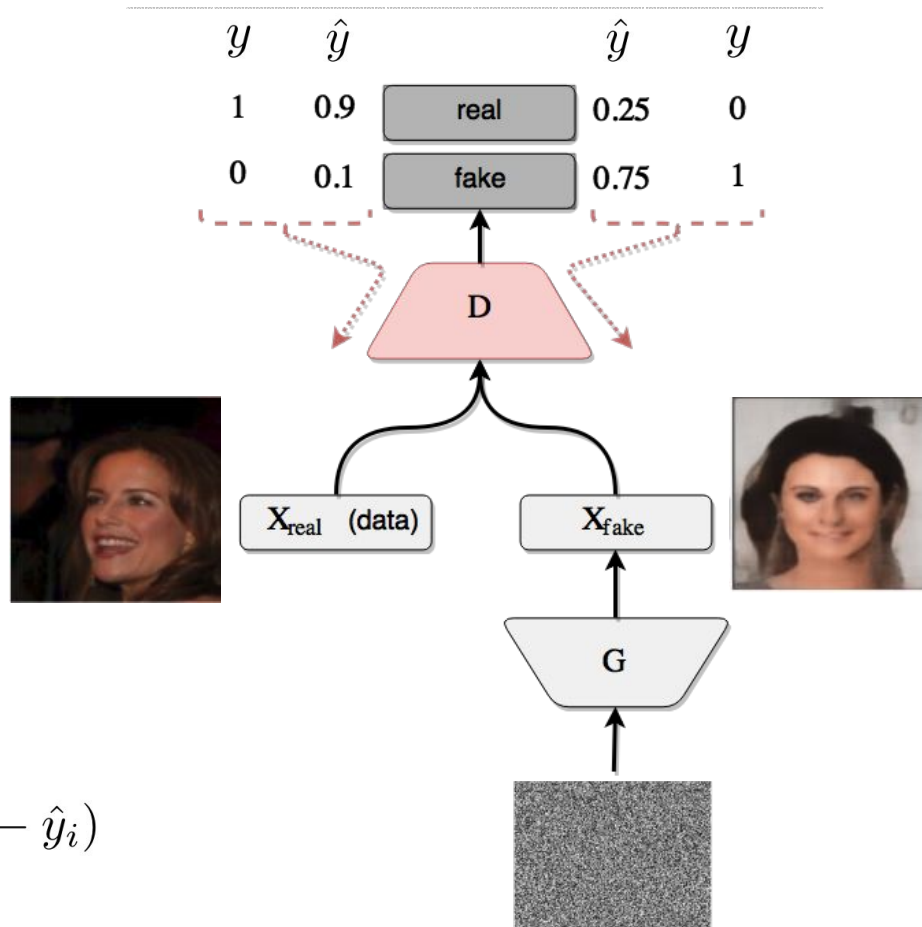 y ŷ ŷ y
1 0.9 real 0.25 0
0 0.1 fake 0.75 1
D
X_real (data) X_fake
G
− ŷ_i)